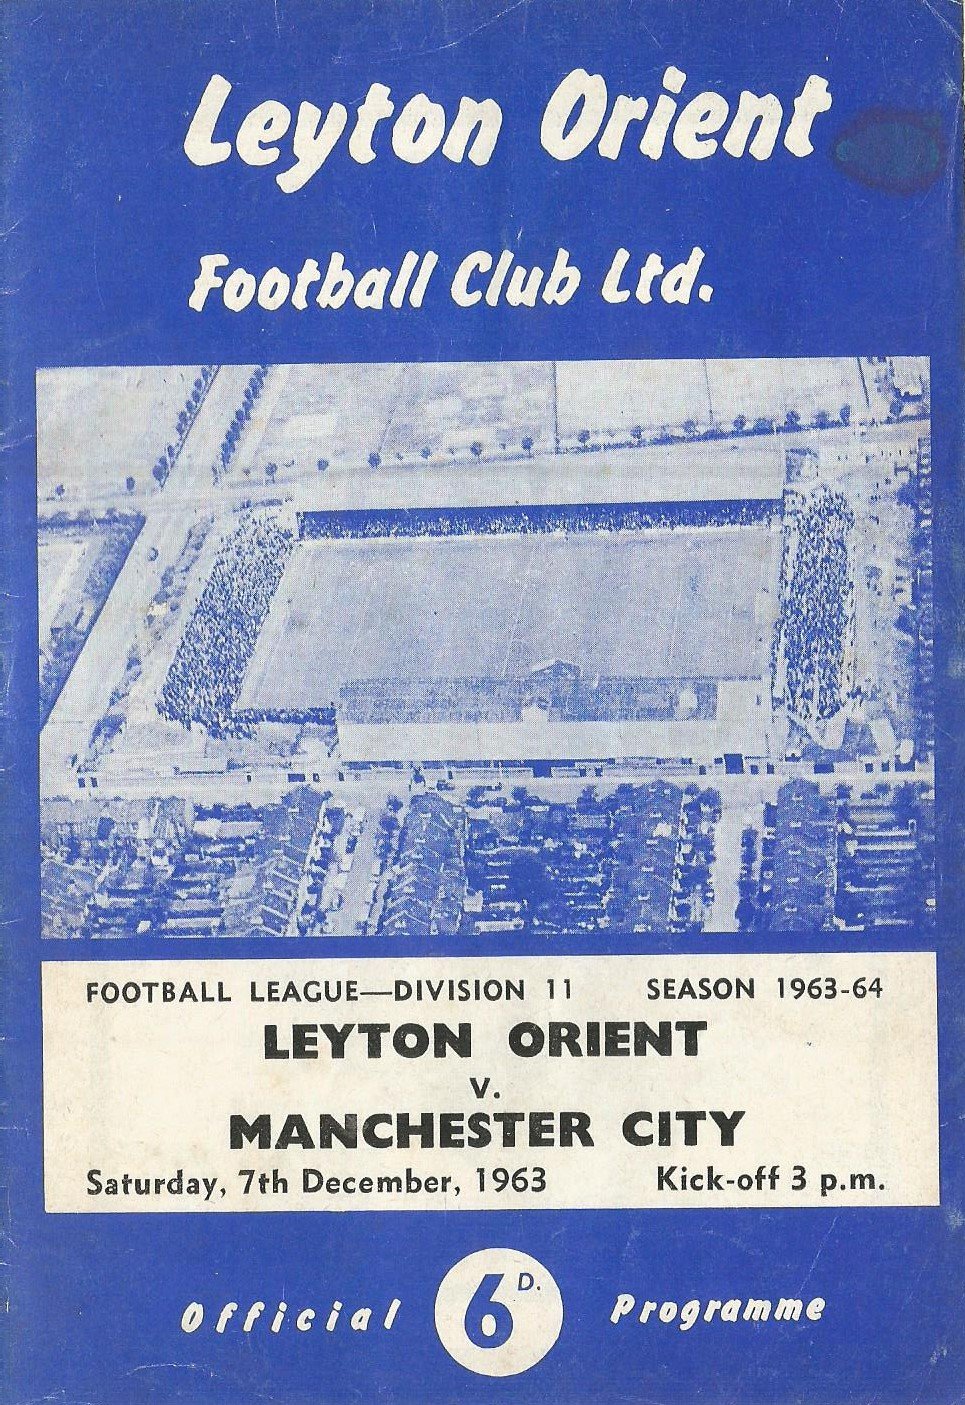 Leyton Orient
Football Club Ltd.
FOOTBALL LEAGUE—DIVISION 11 SEASON 1963-64
LEYTON ORIENT
V.
MANCHESTER CITY
Saturday, 7th December, 1963 Kick-off 3 p.m.
Official 6D. Programme